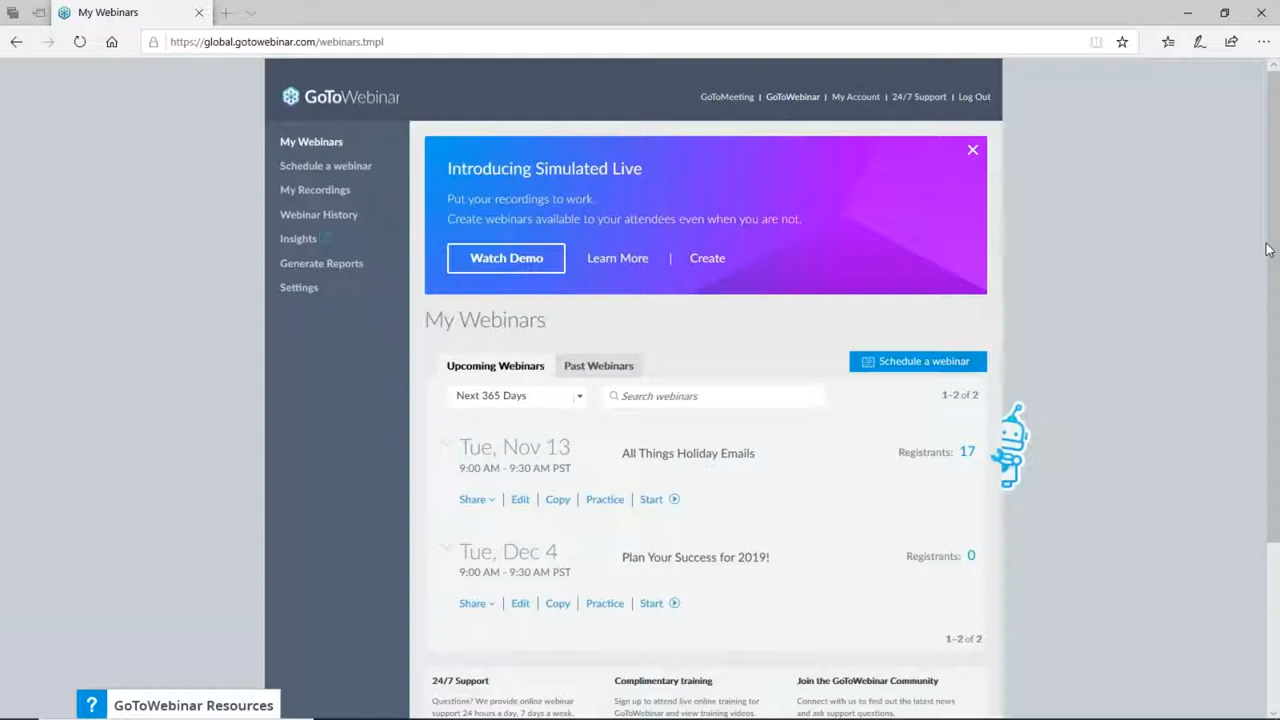 My Webinars
https://global.gotowebinar.com/webinars.tmpl
GoToWebinar
GoToMeeting | GoToWebinar | My Account | 24/7 Support | Log Out
My Webinars
Schedule a webinar
My Recordings
Webinar History
Insights
Generate Reports
Settings
Introducing Simulated Live
Put your recordings to work.
Create webinars available to your attendees even when you are not.
Watch Demo Learn More | Create
My Webinars
Upcoming Webinars Past Webinars Schedule a webinar
Next 365 Days Search webinars 1–2 of 2
Tue, Nov 13 All Things Holiday Emails Registrants: 17
9:00 AM - 9:30 AM PST
Share | Edit | Copy | Practice | Start
Tue, Dec 4 Plan Your Success for 2019! Registrants: 0
9:00 AM - 9:30 AM PST
Share | Edit | Copy | Practice | Start
1–2 of 2
24/7 Support Complimentary training Join the GoToWebinar Community
Questions? We provide online webinar Sign up to attend live online training for Connect with us to find out the latest news
support 24 hours a day, 7 days a week. GoToWebinar and view training videos. and ask support questions.
? GoToWebinar Resources